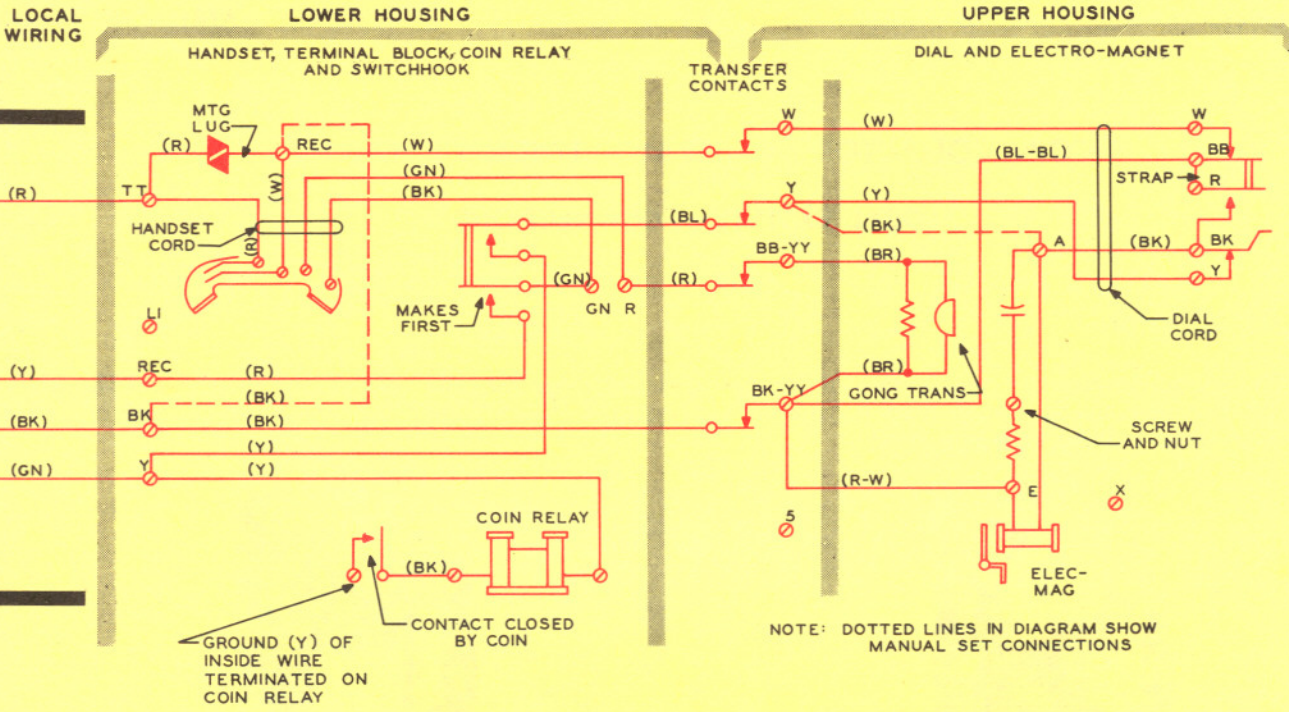 LOCAL
WIRING
LOWER HOUSING
HANDSET, TERMINAL BLOCK, COIN RELAY
AND SWITCHHOOK
TRANSFER
CONTACTS
UPPER HOUSING
DIAL AND ELECTRO-MAGNET
MTG
LUG
(R)
REC
(W)
(W)
(GN)
(BK)
(R)
TT
HANDSET
CORD
(R)
LI
MAKES
FIRST
(GN)
GN R
(BL)
(R)
REC
(Y)
(R)
(BK)
BK
(BK)
(BK)
(Y)
Y
(GN)
(Y)
COIN RELAY
(BK)
CONTACT CLOSED
BY COIN
GROUND (Y) OF
INSIDE WIRE
TERMINATED ON
COIN RELAY
W
(W)
W
(BL-BL)
BB
STRAP
R
Y
(Y)
(BK)
BB-YY
(BR)
A
(BK)
BK
Y
DIAL
CORD
(BR)
BK-YY
GONG TRANS
SCREW
AND NUT
(R-W)
E
X
5
ELEC-
MAG
NOTE: DOTTED LINES IN DIAGRAM SHOW
MANUAL SET CONNECTIONS